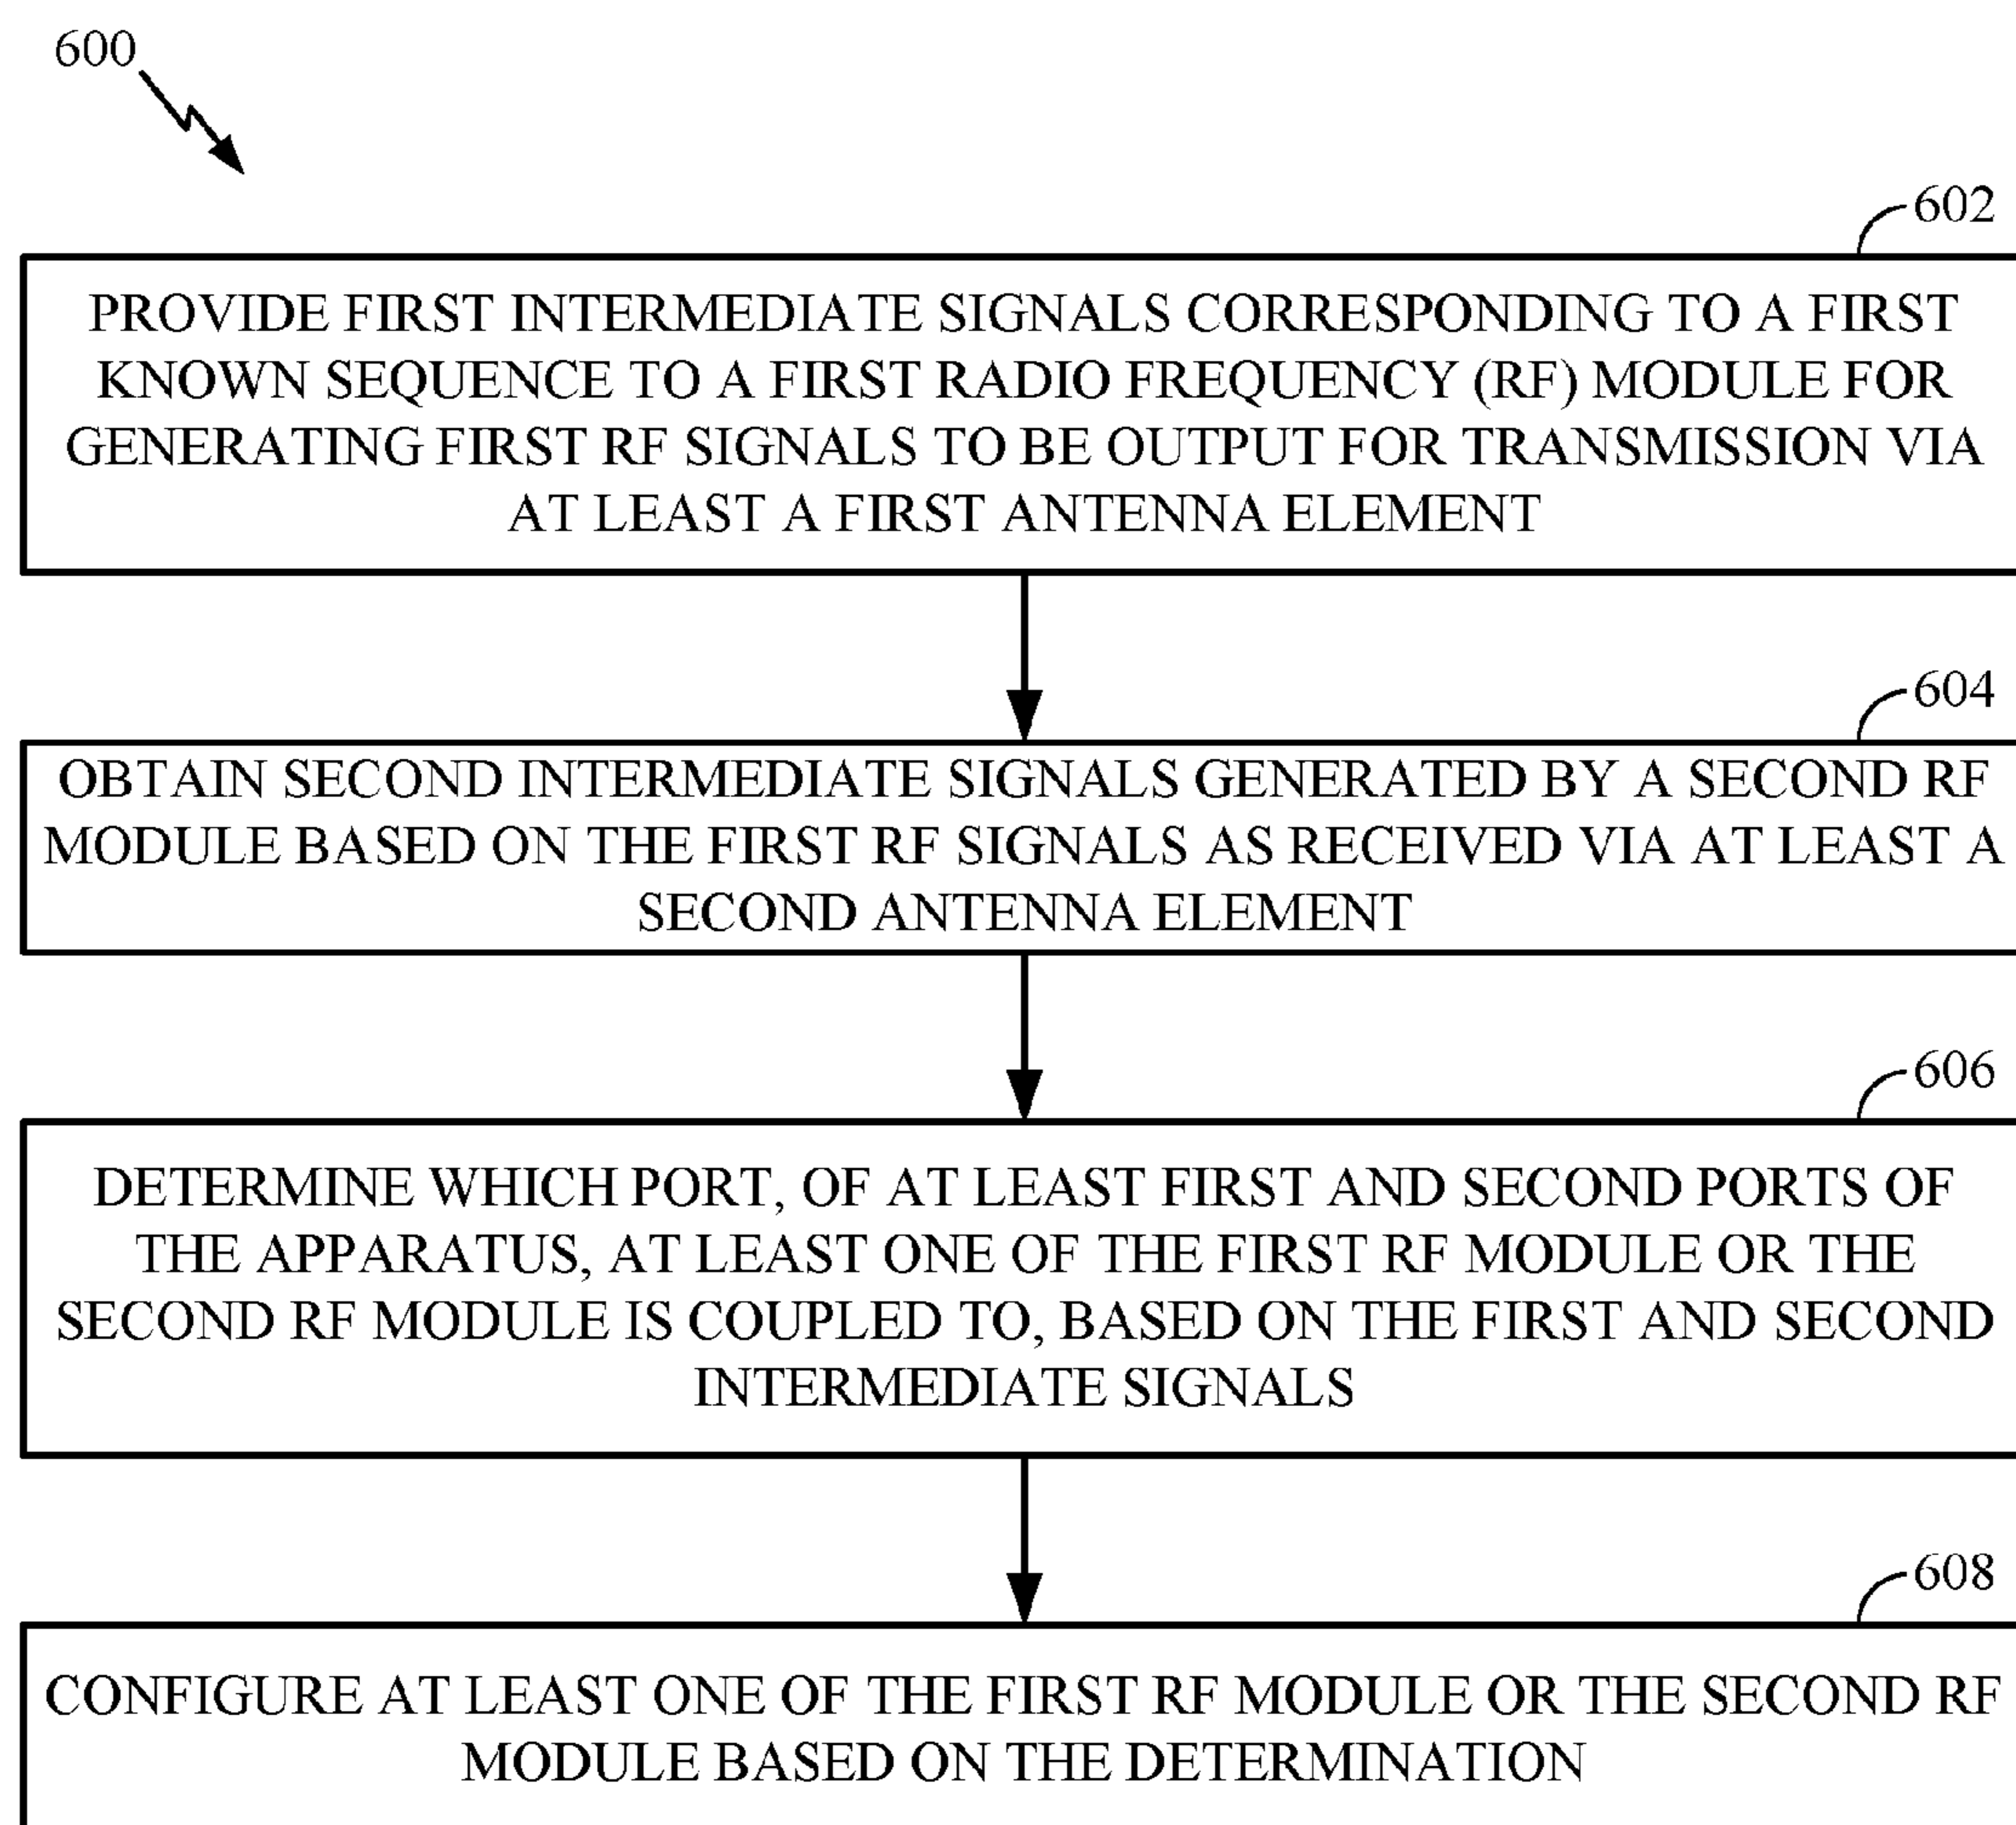 600
602
PROVIDE FIRST INTERMEDIATE SIGNALS CORRESPONDING TO A FIRST
KNOWN SEQUENCE TO A FIRST RADIO FREQUENCY (RF) MODULE FOR
GENERATING FIRST RF SIGNALS TO BE OUTPUT FOR TRANSMISSION VIA
AT LEAST A FIRST ANTENNA ELEMENT
604
OBTAIN SECOND INTERMEDIATE SIGNALS GENERATED BY A SECOND RF
MODULE BASED ON THE FIRST RF SIGNALS AS RECEIVED VIA AT LEAST A
SECOND ANTENNA ELEMENT
606
DETERMINE WHICH PORT, OF AT LEAST FIRST AND SECOND PORTS OF
THE APPARATUS, AT LEAST ONE OF THE FIRST RF MODULE OR THE
SECOND RF MODULE IS COUPLED TO, BASED ON THE FIRST AND SECOND
INTERMEDIATE SIGNALS
608
CONFIGURE AT LEAST ONE OF THE FIRST RF MODULE OR THE SECOND RF
MODULE BASED ON THE DETERMINATION